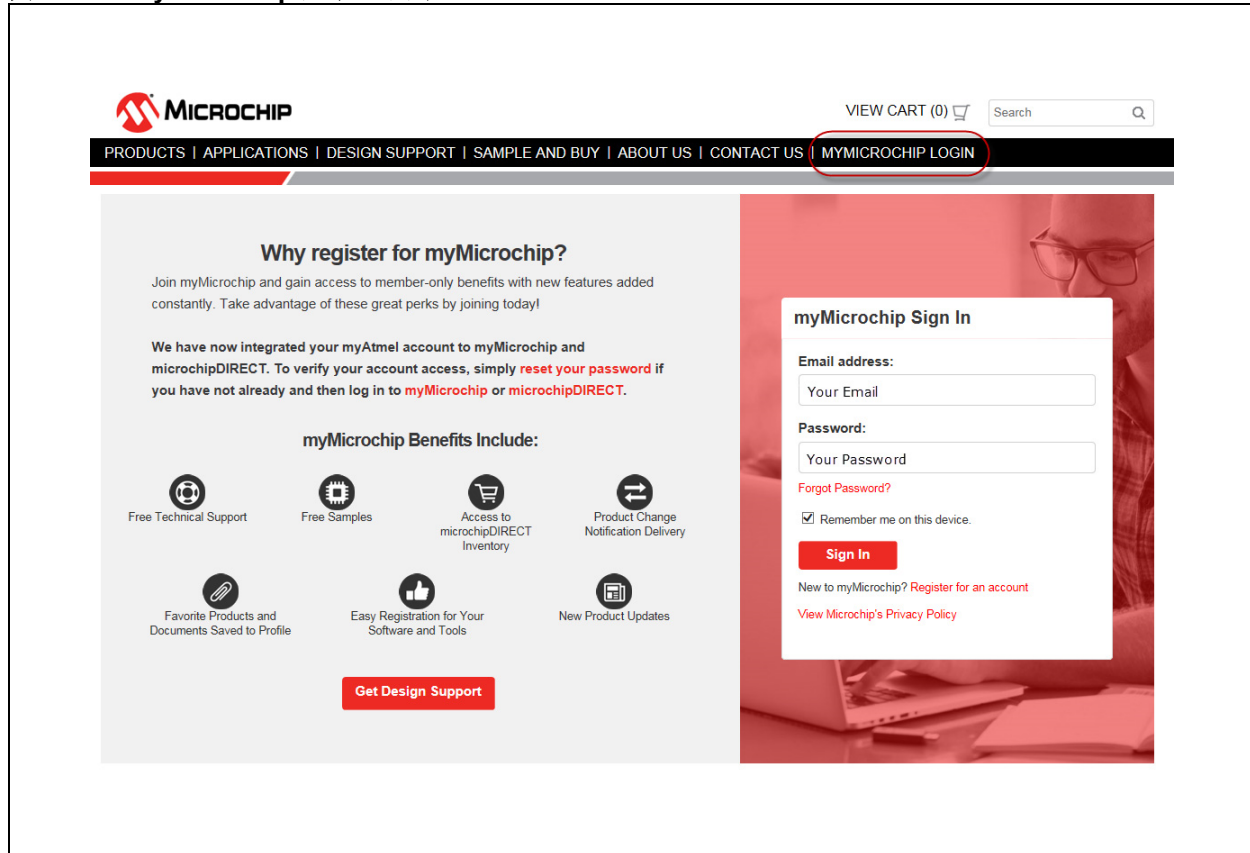 MICROCHIP
VIEW CART (0)
Search
PRODUCTS | APPLICATIONS | DESIGN SUPPORT | SAMPLE AND BUY | ABOUT US | CONTACT US | MYMICROCHIP LOGIN
Why register for myMicrochip?
Join myMicrochip and gain access to member-only benefits with new features added
constantly. Take advantage of these great perks by joining today!
We have now integrated your myAtmel account to myMicrochip and
microchipDIRECT. To verify your account access, simply reset your password if
you have not already and then log in to myMicrochip or microchipDIRECT.
myMicrochip Benefits Include:
Free Technical Support
Free Samples
Access to
microchipDIRECT
Inventory
Product Change
Notification Delivery
Favorite Products and
Documents Saved to Profile
Easy Registration for Your
Software and Tools
New Product Updates
Get Design Support
myMicrochip Sign In
Email address:
Your Email
Password:
Your Password
Forgot Password?
Remember me on this device.
Sign In
New to myMicrochip? Register for an account
View Microchip's Privacy Policy